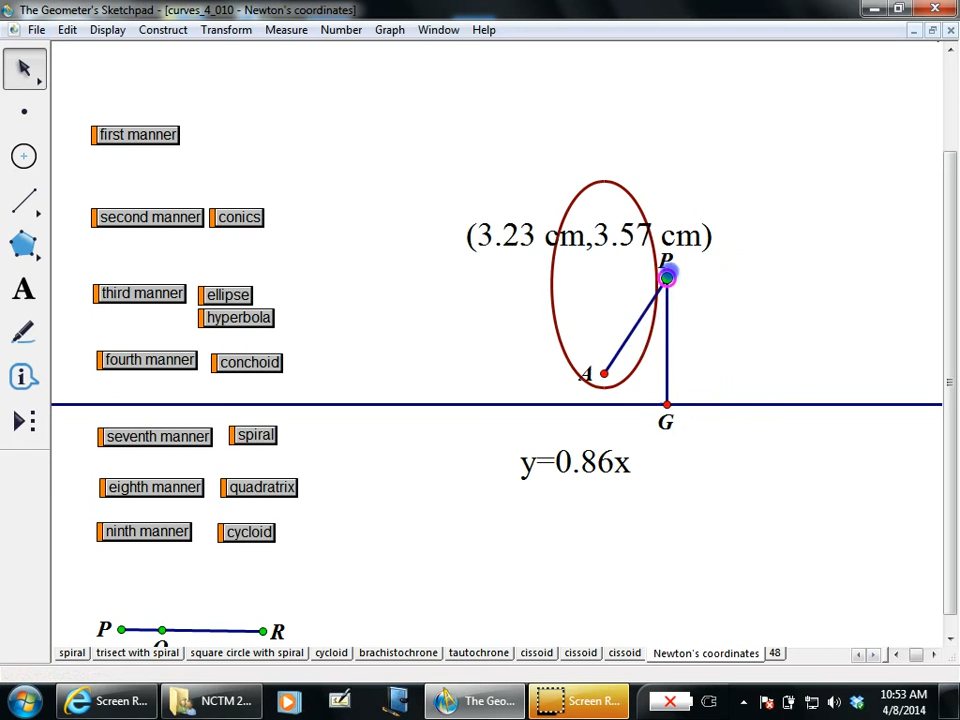 The Geometer's Sketchpad - [curves_4_010 - Newton's coordinates]
File Edit Display Construct Transform Measure Number Graph Window Help
first manner
second manner conics
(3.23 cm,3.57 cm)
P
third manner ellipse
hyperbola
fourth manner conchoid
A
G
seventh manner spiral
y=0.86x
eighth manner quadratrix
ninth manner cycloid
P R
spiral trisect with spiral square circle with spiral cycloid brachistochrone tautochrone cissoid cissoid cissoid Newton's coordinates 48
Screen R... NCTM 2... The Geo... Screen R... 10:53 AM
4/8/2014